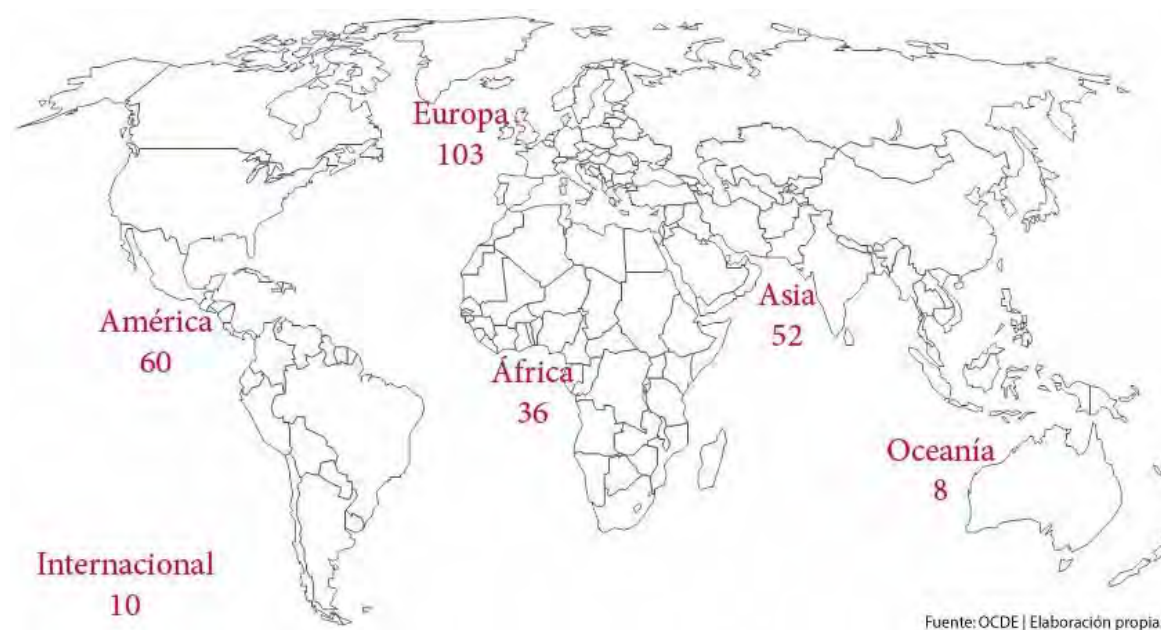 Europa
103
América
60
África
36
Asia
52
Oceanía
8
Internacional
10
Fuente: OCDE | Elaboración propia.